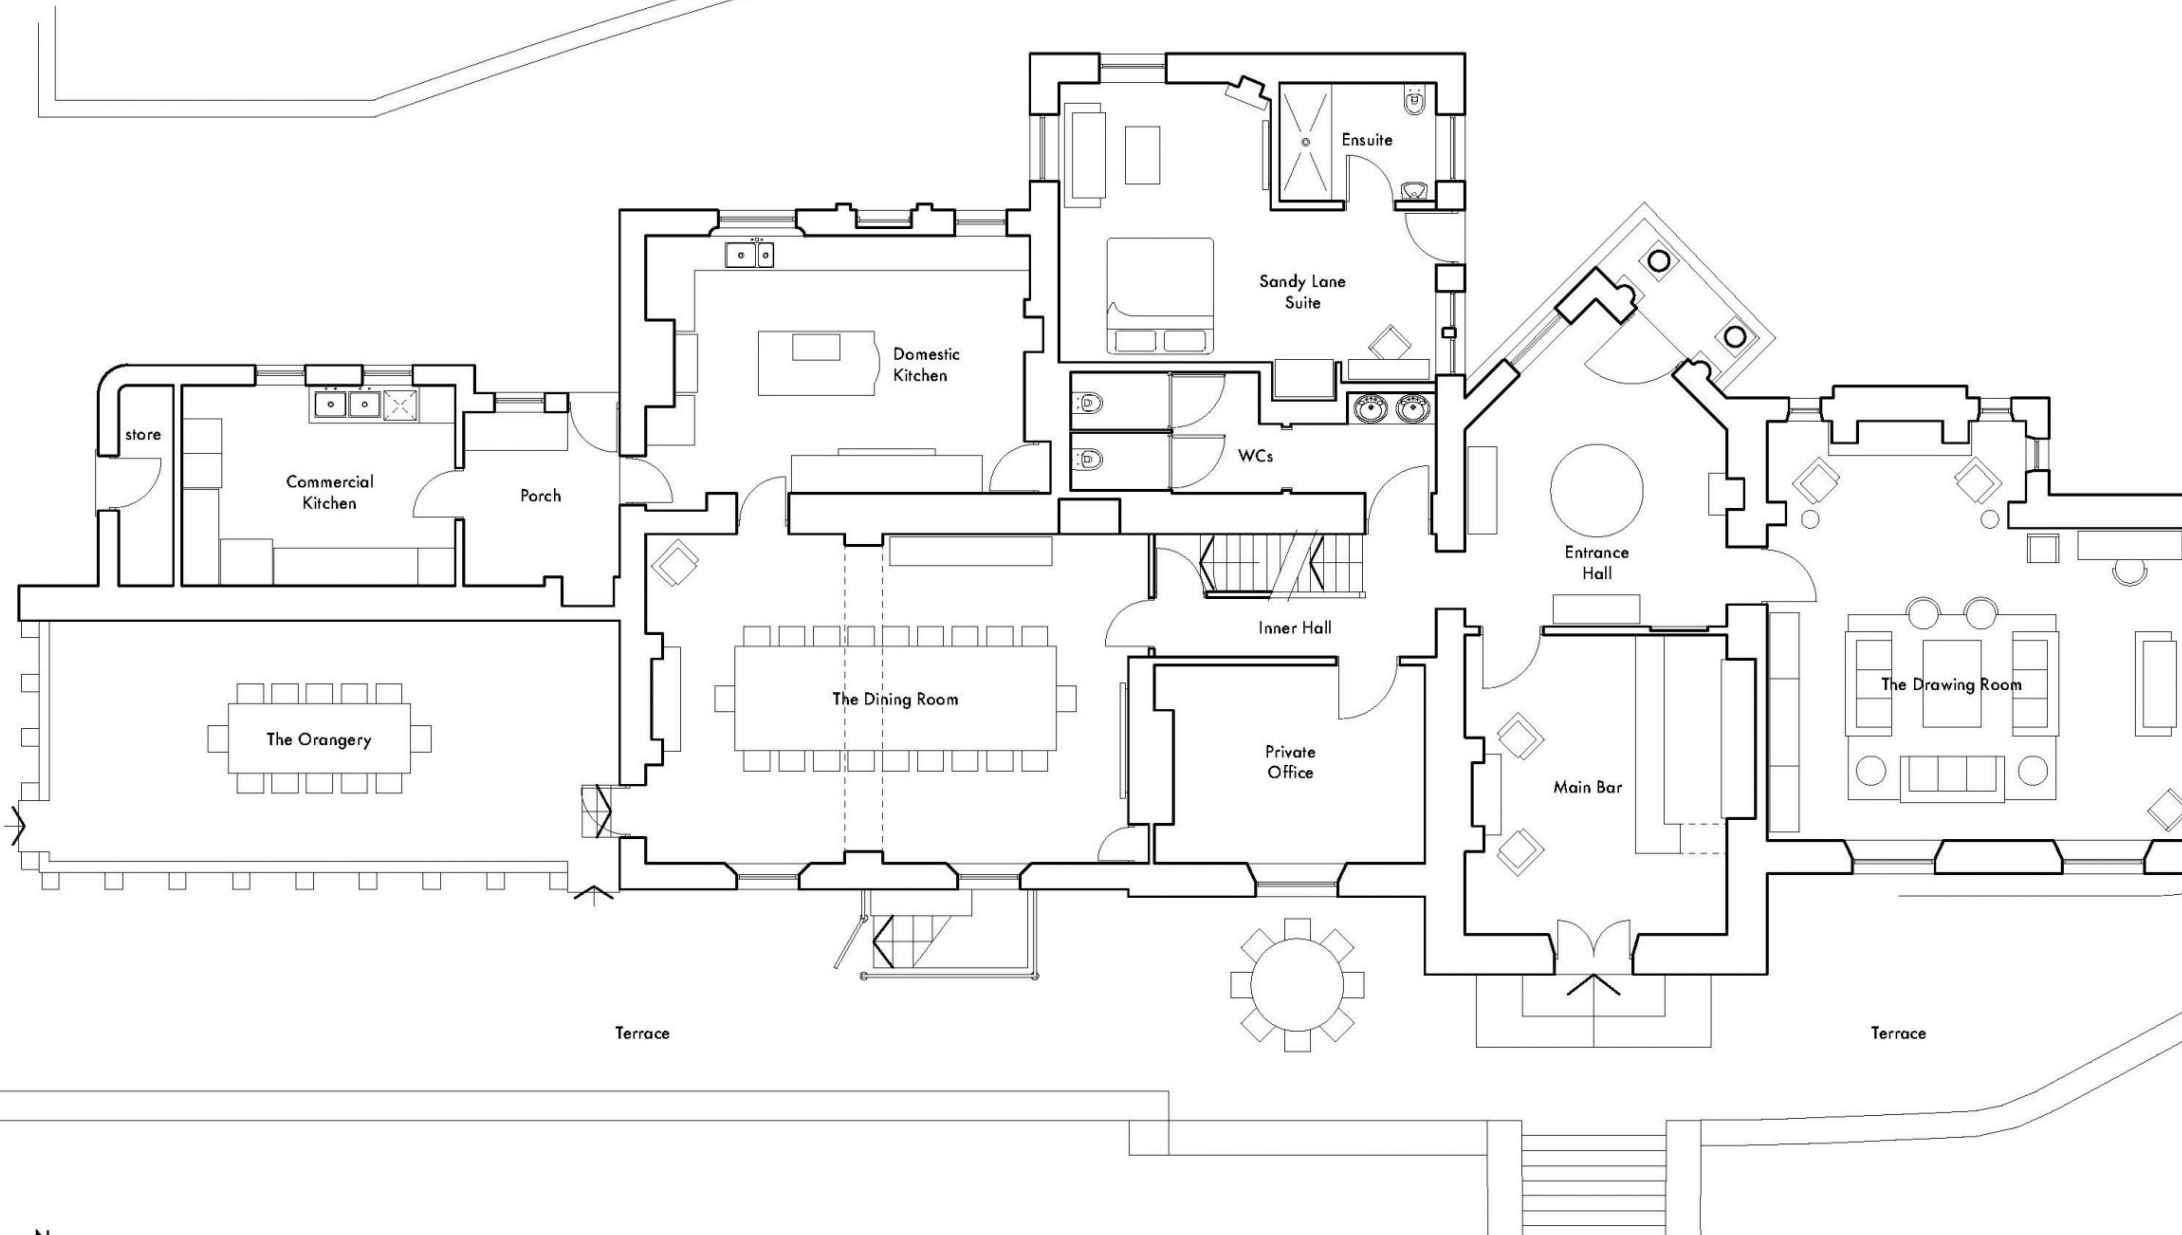 Ensuite
Sandy Lane
Suite
Domestic
Kitchen
store
Commercial
Kitchen
Porch
WCs
Entrance
Hall
Inner Hall
The Dining Room
The Orangery
Private
Office
Main Bar
The Drawing Room
Terrace
Terrace
N